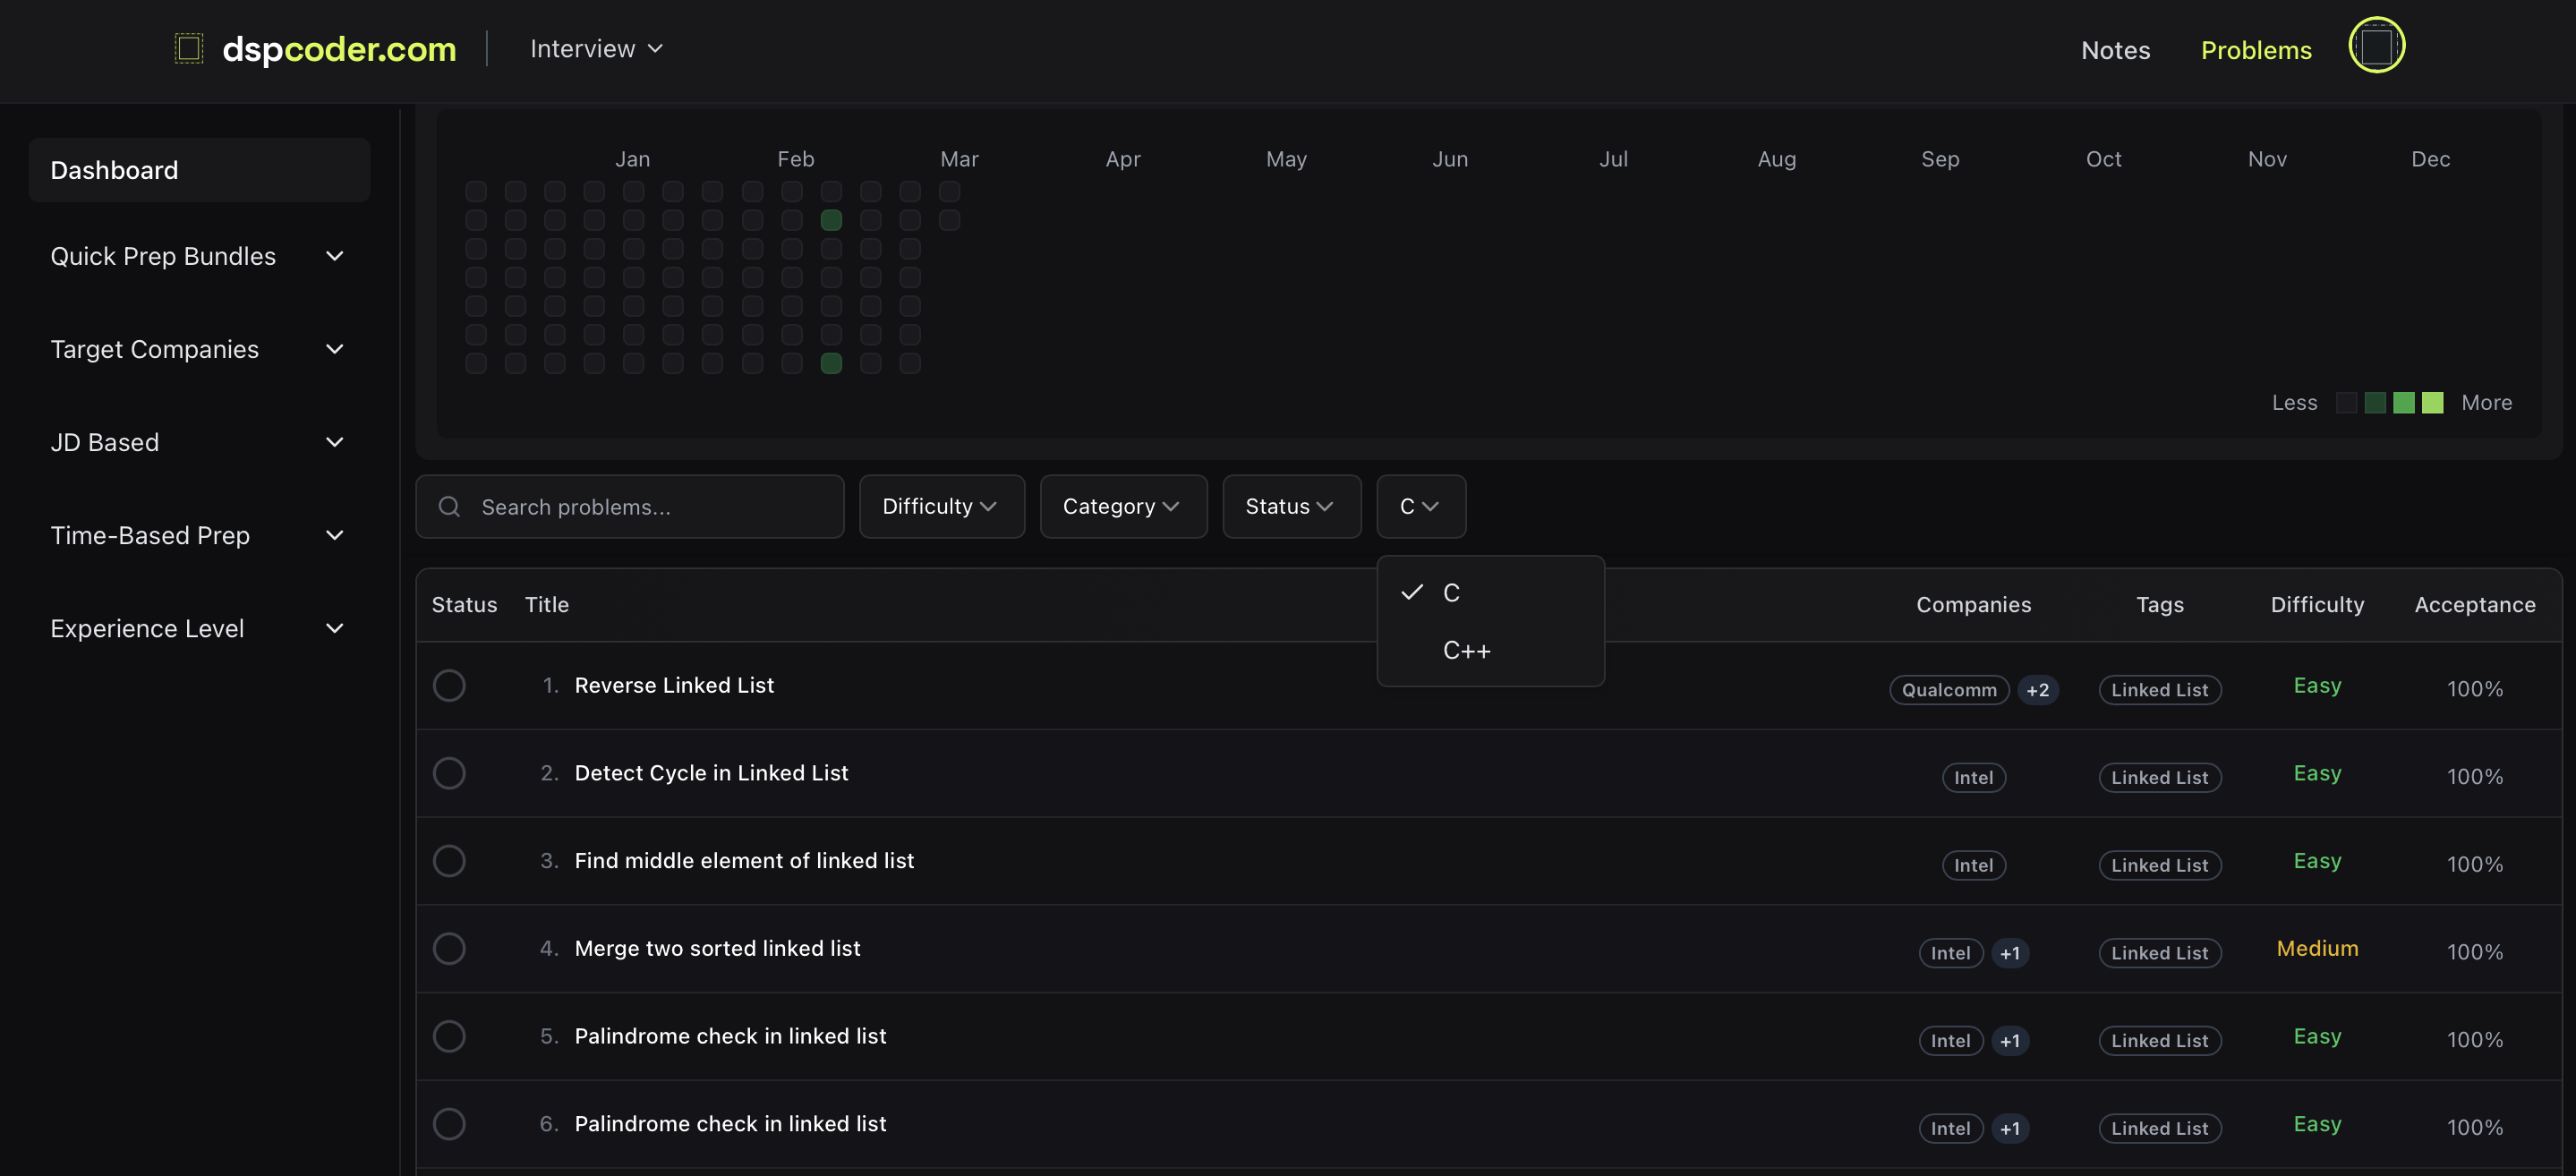 dspcoder.com
Interview
Notes
Problems
Dashboard
Quick Prep Bundles
Target Companies
JD Based
Time-Based Prep
Experience Level
Jan Feb Mar Apr May Jun Jul Aug Sep Oct Nov Dec
Less More
Search problems...
Difficulty
Category
Status
C
C
C++
Status Title Companies Tags Difficulty Acceptance
1. Reverse Linked List Qualcomm +2 Linked List Easy 100%
2. Detect Cycle in Linked List Intel Linked List Easy 100%
3. Find middle element of linked list Intel Linked List Easy 100%
4. Merge two sorted linked list Intel +1 Linked List Medium 100%
5. Palindrome check in linked list Intel +1 Linked List Easy 100%
6. Palindrome check in linked list Intel +1 Linked List Easy 100%